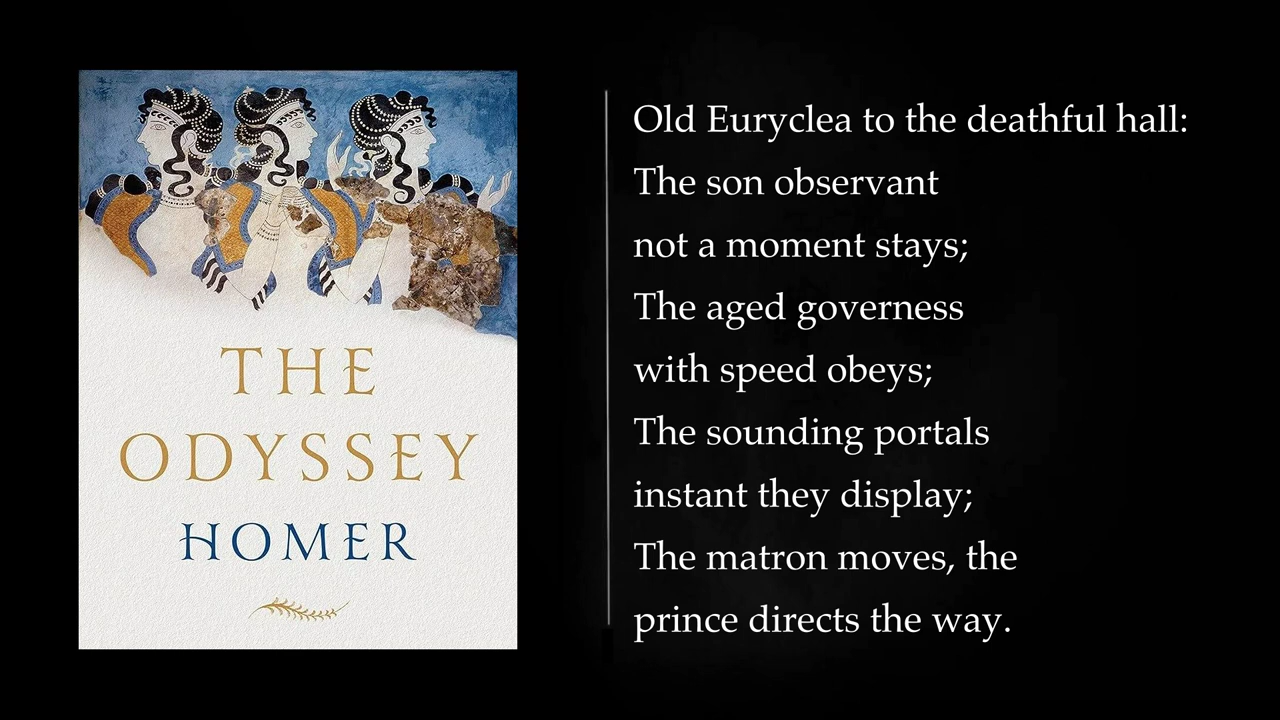 THE
ODYSSEY
HOMER
Old Euryclea to the deathful hall:
The son observant
not a moment stays;
The aged governess
with speed obeys;
The sounding portals
instant they display;
The matron moves, the
prince directs the way.